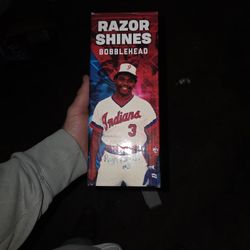 RAZOR
SHINES
BOBBLEHEAD
Indians
3